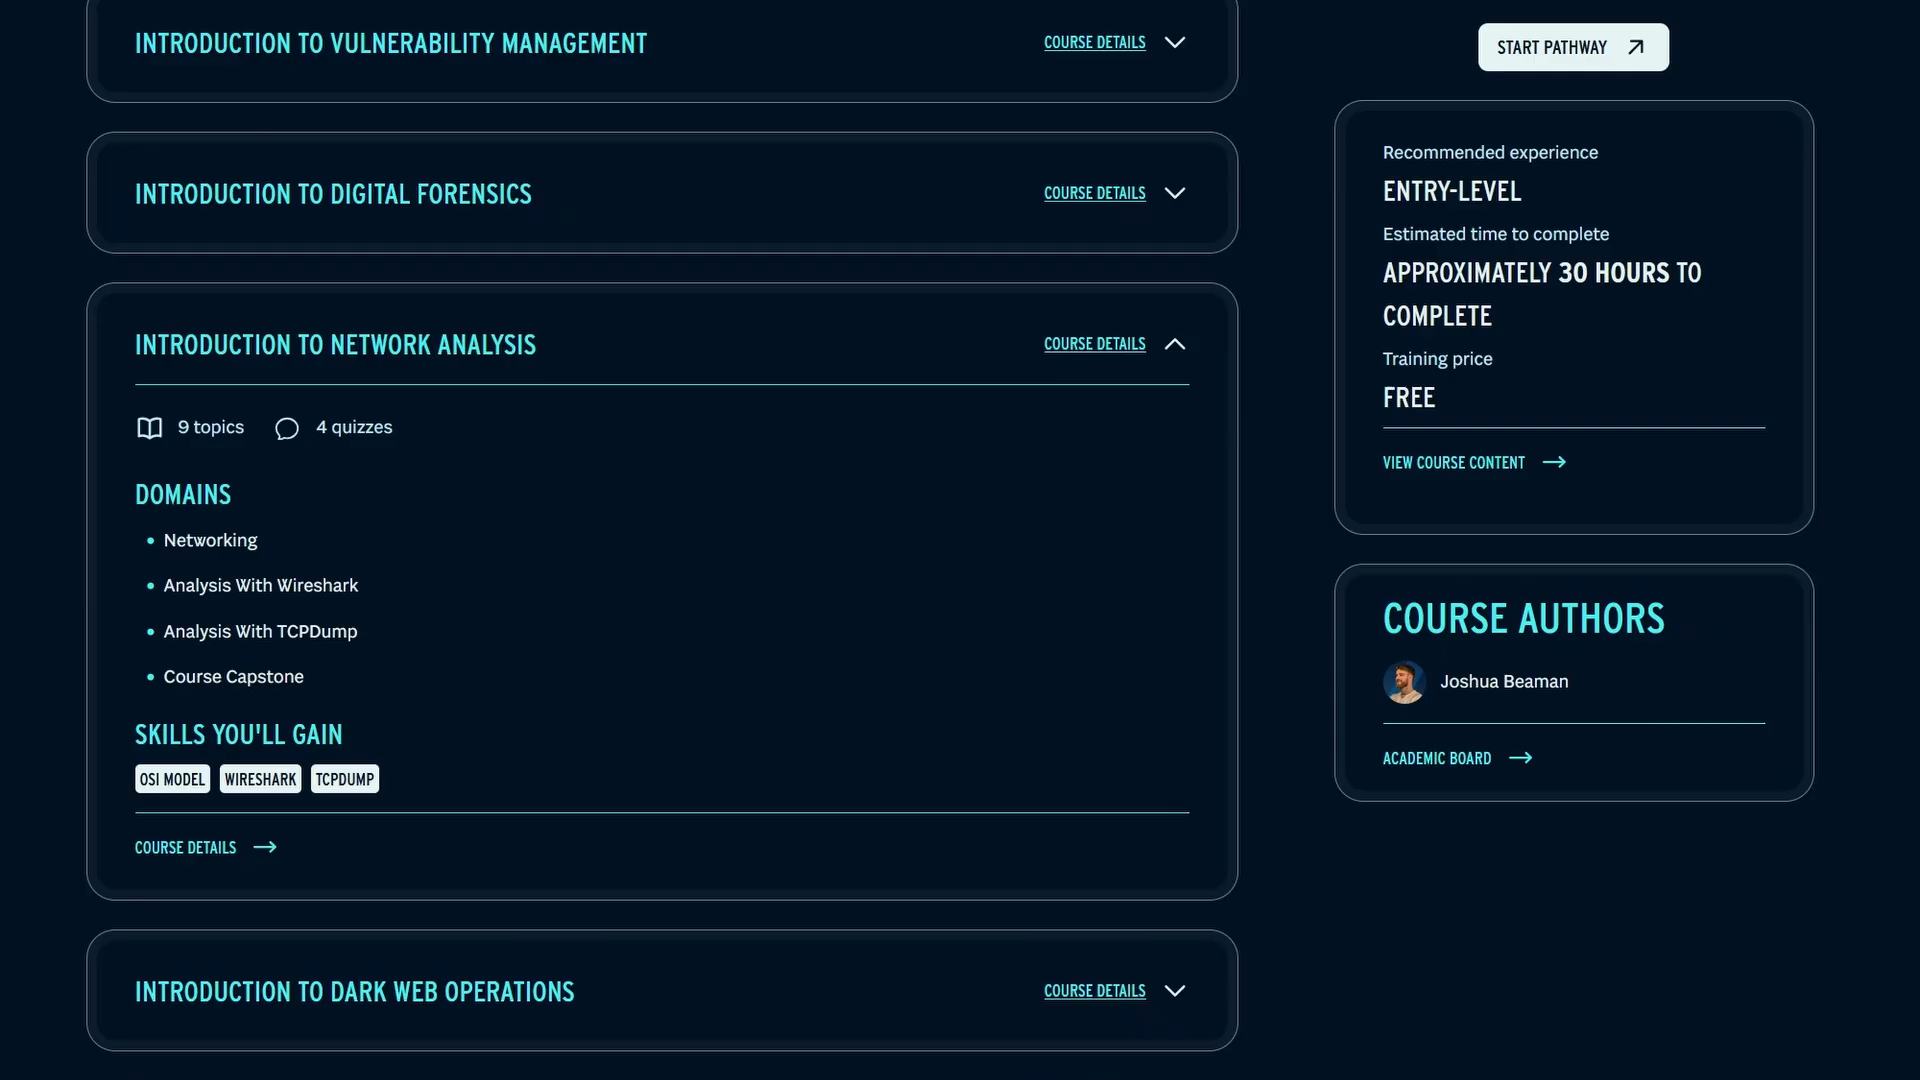 INTRODUCTION TO VULNERABILITY MANAGEMENT
COURSE DETAILS
INTRODUCTION TO DIGITAL FORENSICS
COURSE DETAILS
INTRODUCTION TO NETWORK ANALYSIS
COURSE DETAILS
9 topics
4 quizzes
DOMAINS
• Networking
• Analysis With Wireshark
• Analysis With TCPDump
• Course Capstone
SKILLS YOU'LL GAIN
OSI MODEL
WIRESHARK
TCPDUMP
COURSE DETAILS
INTRODUCTION TO DARK WEB OPERATIONS
COURSE DETAILS
START PATHWAY
Recommended experience
ENTRY-LEVEL
Estimated time to complete
APPROXIMATELY 30 HOURS TO
COMPLETE
Training price
FREE
VIEW COURSE CONTENT
COURSE AUTHORS
Joshua Beaman
ACADEMIC BOARD